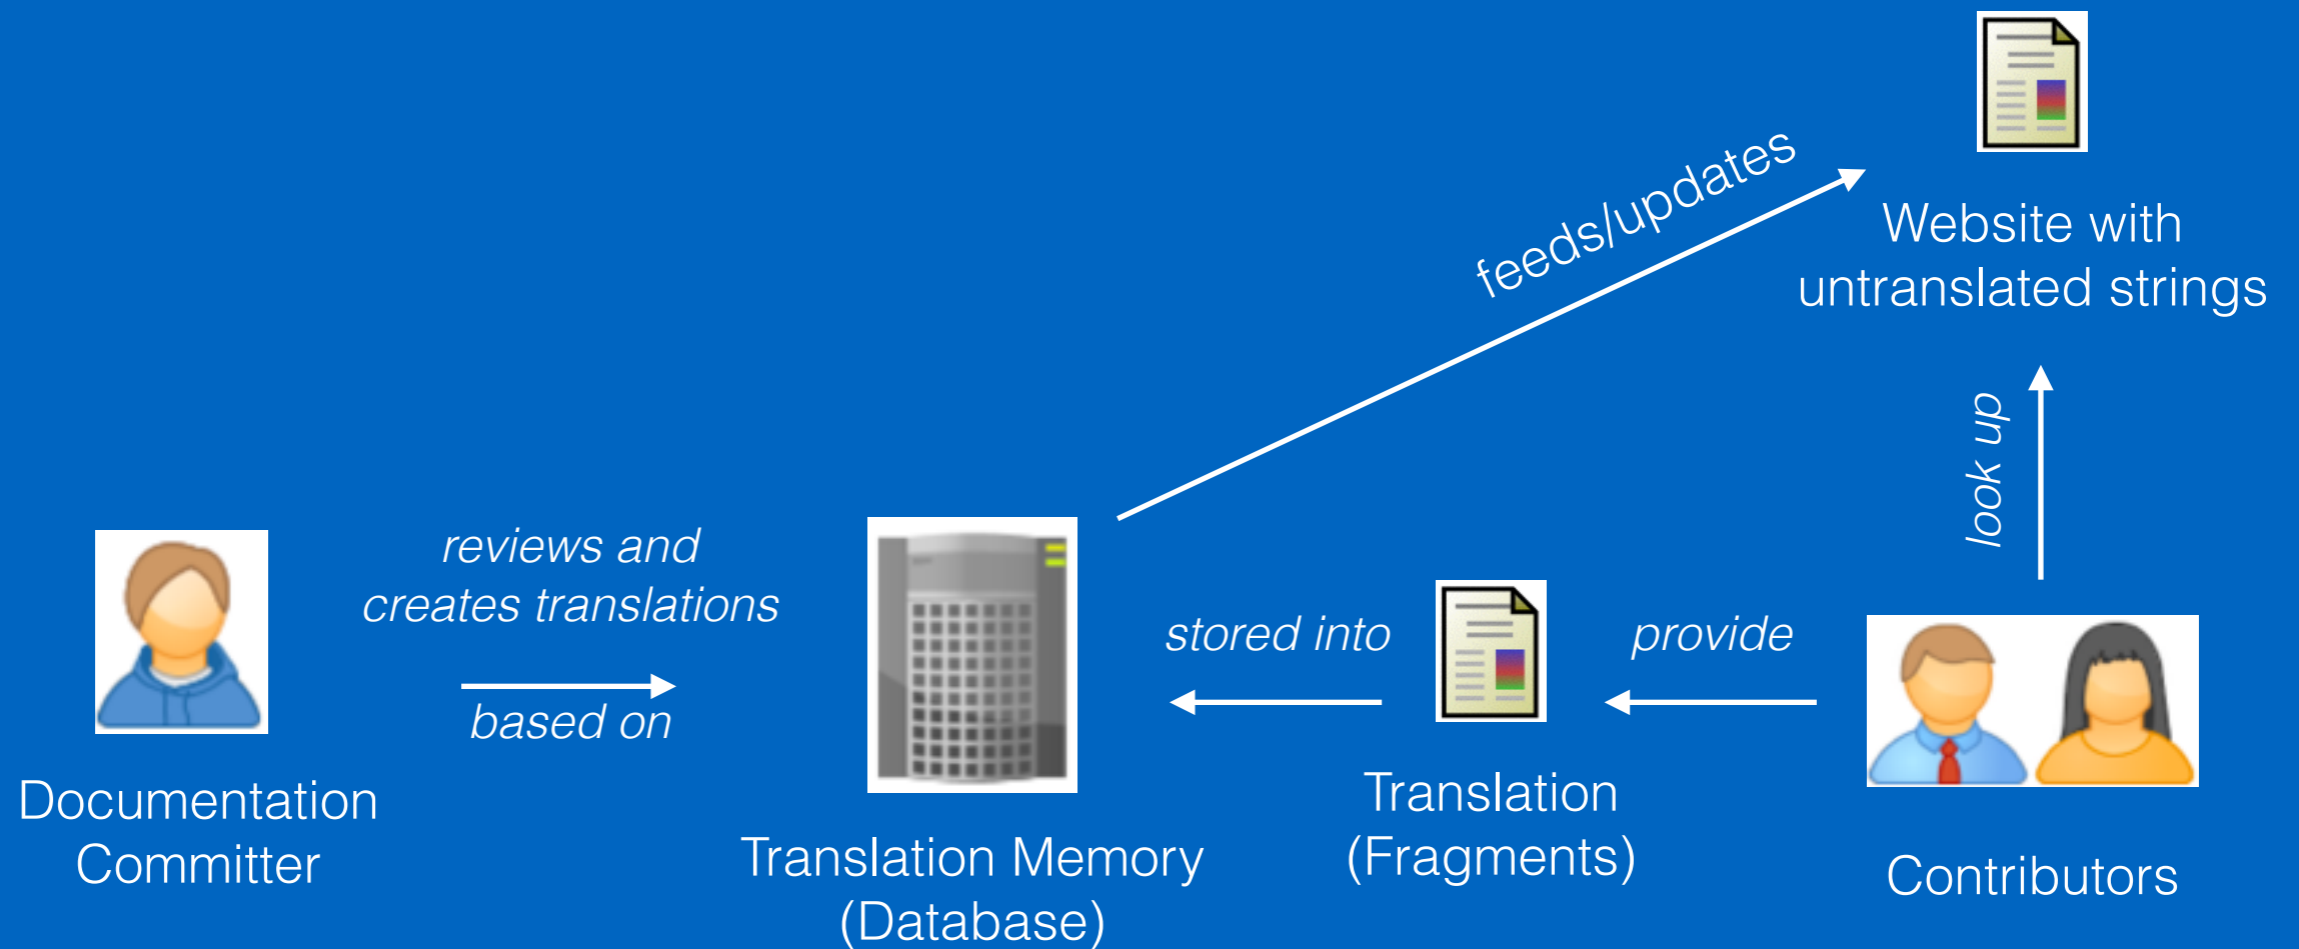 feeds/updates
Website with
untranslated strings
look up
reviews and
creates translations
based on
stored into
provide
Documentation
Committer
Translation Memory
(Database)
Translation
(Fragments)
Contributors